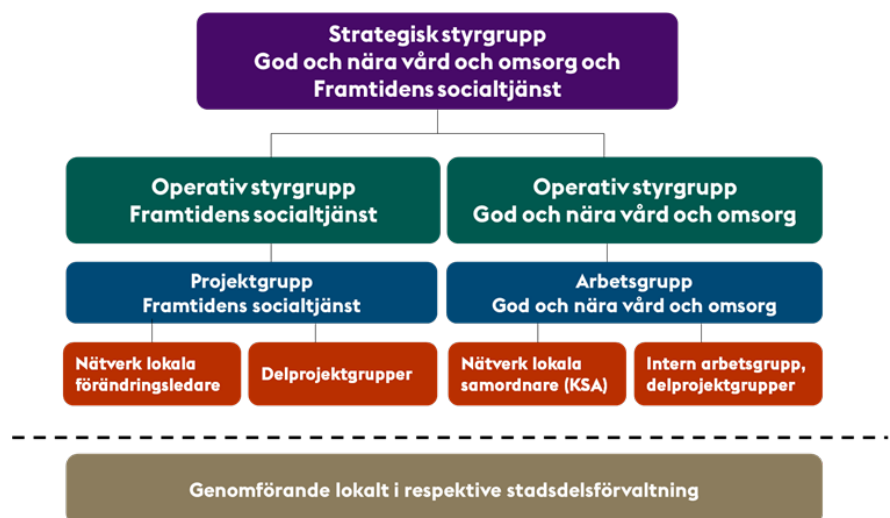 Strategisk styrgrupp
God och nära vård och omsorg och
Framtidens socialtjänst
Operativ styrgrupp
Framtidens socialtjänst
Operativ styrgrupp
God och nära vård och omsorg
Projektgrupp
Framtidens socialtjänst
Arbetsgrupp
God och nära vård och omsorg
Nätverk lokala
förändringsledare
Delprojektgrupper
Nätverk lokala
samordnare (KSA)
Intern arbetsgrupp,
delprojektgrupper
Genomförande lokalt i respektive stadsdelsförvaltning